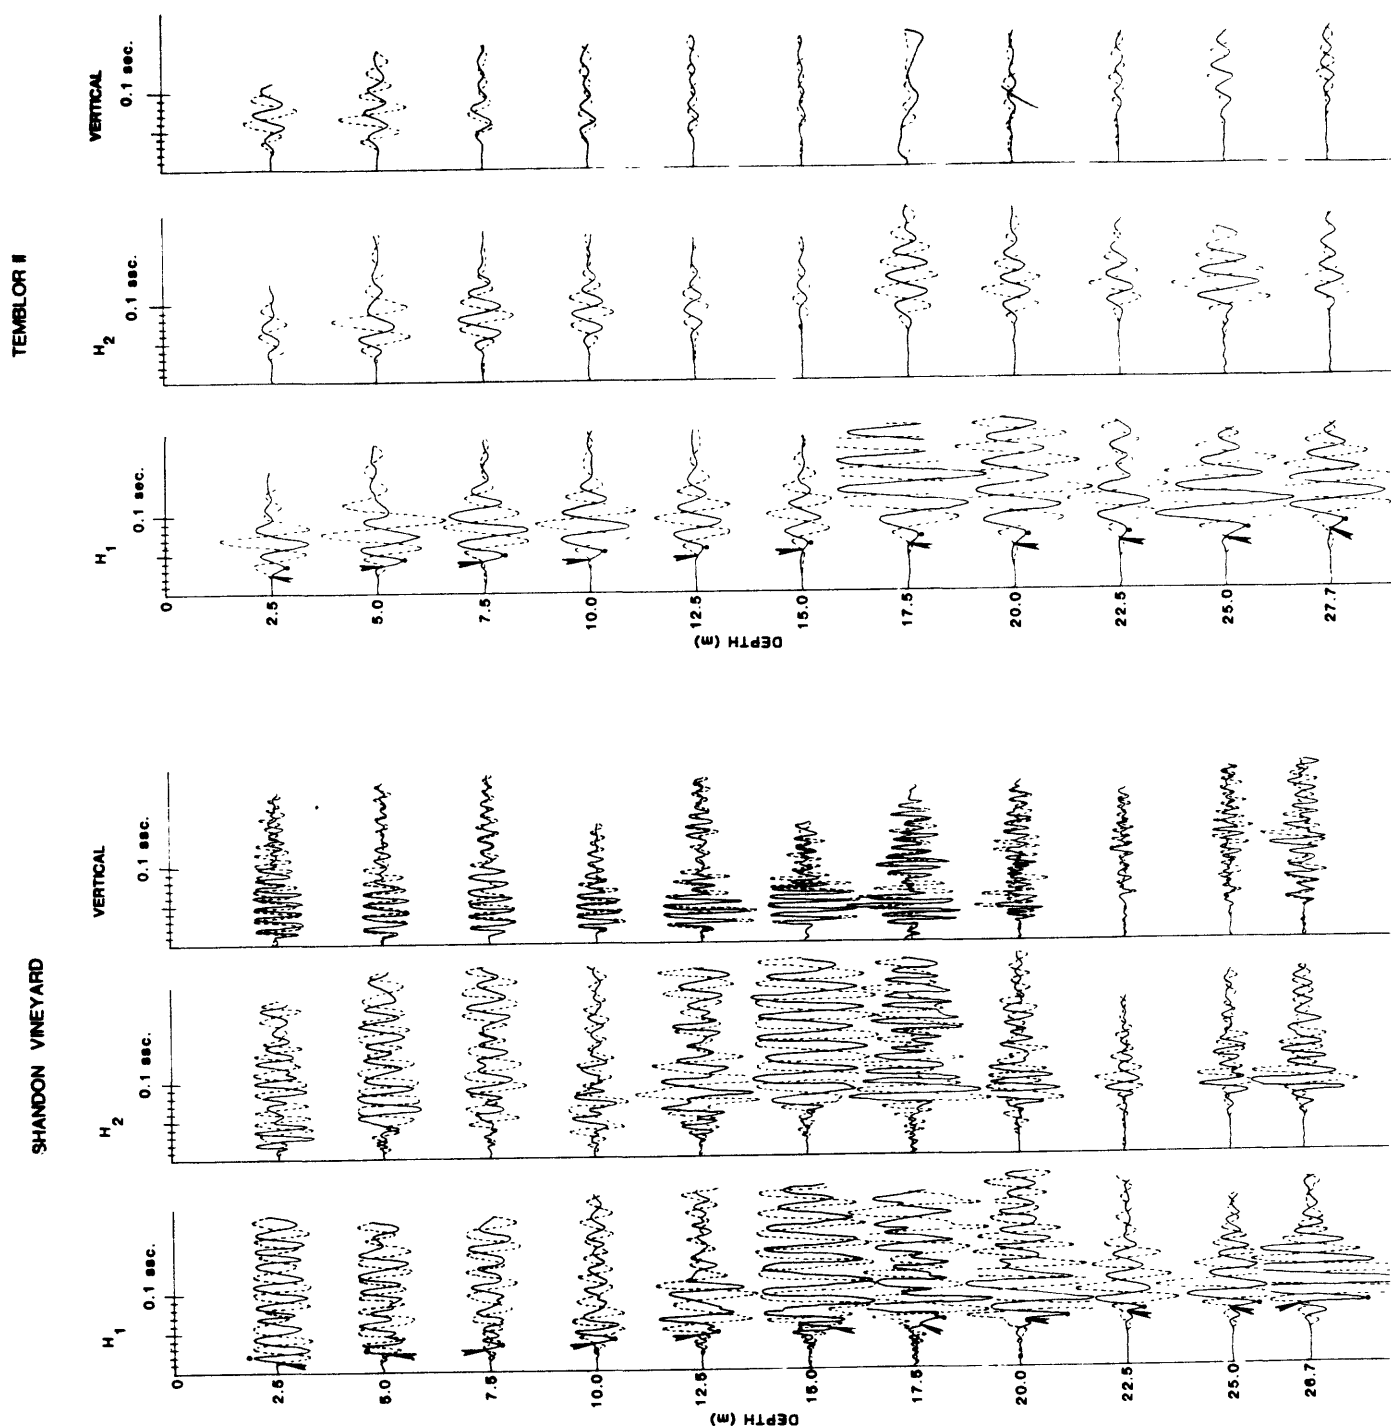 TEMBLOR II
H1
H2
VERTICAL
0.1 sec.
0.1 sec.
0.1 sec.
0
2.5
5.0
7.5
10.0
12.5
15.0
17.5
20.0
22.5
25.0
27.7
DEPTH (m)
SHANDON VINEYARD
H1
H2
VERTICAL
0.1 sec.
0.1 sec.
0.1 sec.
0
2.5
5.0
7.5
10.0
12.5
15.0
17.5
20.0
22.5
25.0
26.7
DEPTH (m)